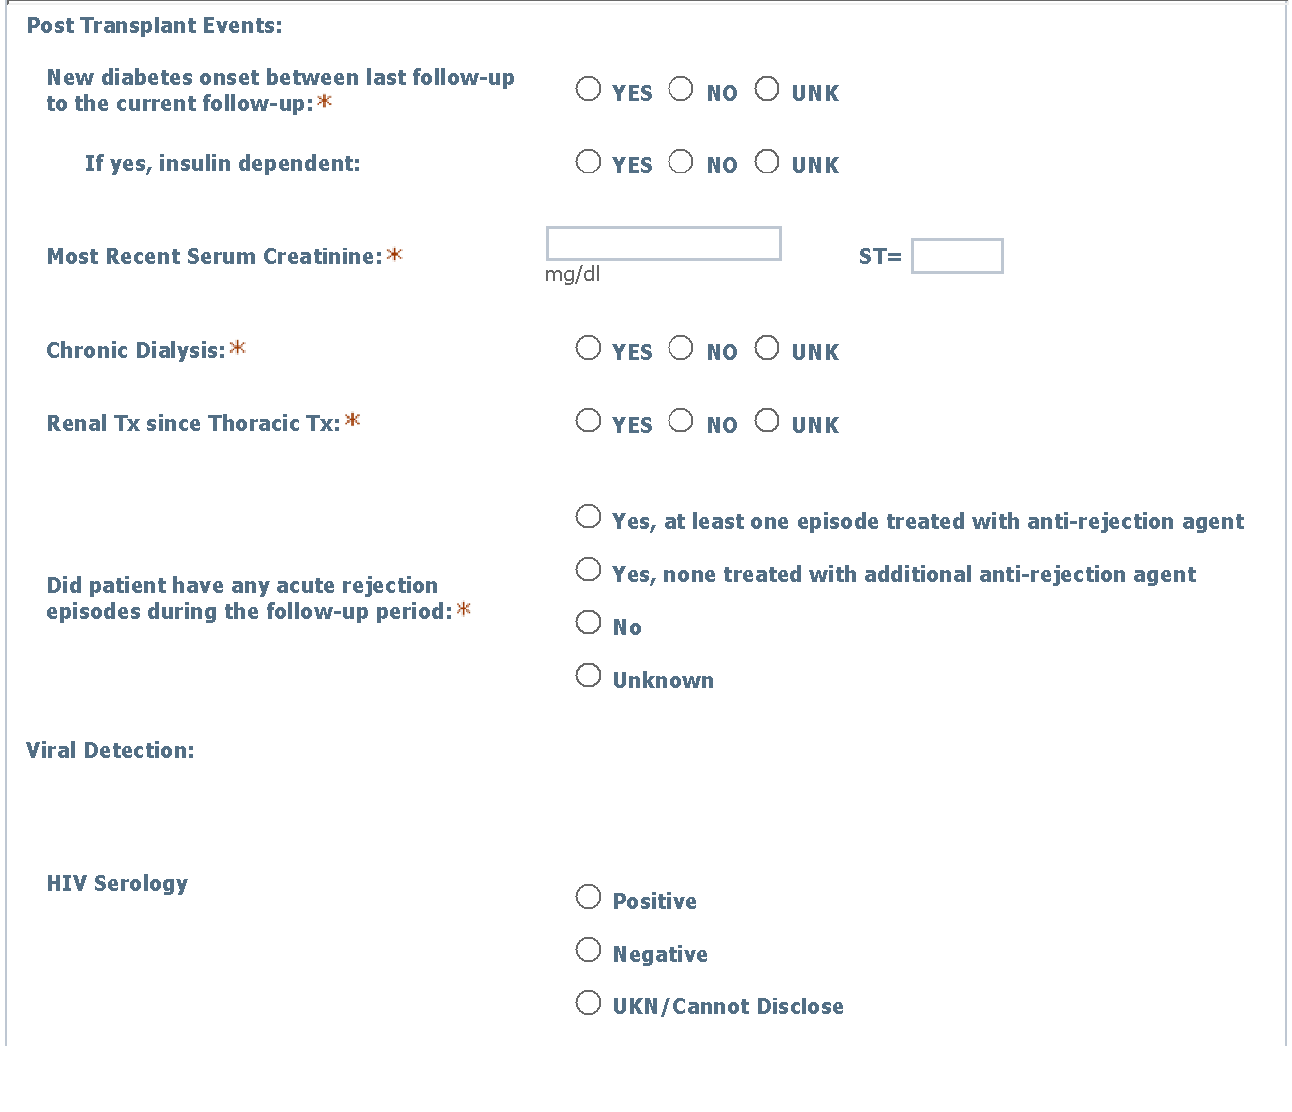 Post Transplant Events:
New diabetes onset between last follow-up
to the current follow-up:* YES NO UNK
If yes, insulin dependent: YES NO UNK
Most Recent Serum Creatinine:* ST=
mg/dl
Chronic Dialysis:* YES NO UNK
Renal Tx since Thoracic Tx:* YES NO UNK
Did patient have any acute rejection
episodes during the follow-up period:*
Yes, at least one episode treated with anti-rejection agent
Yes, none treated with additional anti-rejection agent
No
Unknown
Viral Detection:
HIV Serology
Positive
Negative
UKN/Cannot Disclose